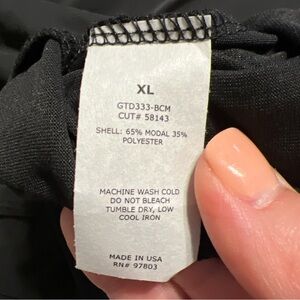 XL
GTD333-BCM
CUT# 58143
SHELL: 65% MODAL 35%
POLYESTER
MACHINE WASH COLD
DO NOT BLEACH
TUMBLE DRY, LOW
COOL IRON
MADE IN USA
RN# 97803